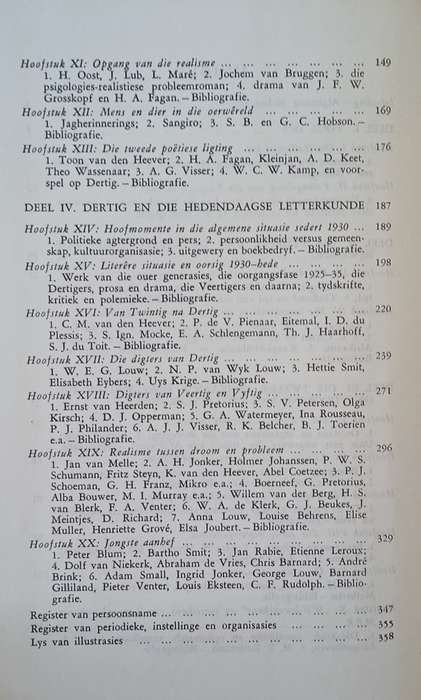 Hoofstuk XI: Opgang van die realisme ... ... ... ... ... ... ... 149
1. H. Oost, J. Lub, L. Maré; 2. Jochem van Bruggen; 3. die
psigologies-realistiese probleemroman; 4. drama van J. F. W.
Grosskopf en H. A. Fagan. – Bibliografie.
Hoofstuk XII: Mens en dier in die oerwêreld ... ... ... ... ... ... 169
1. Jagherinnerings; 2. Sangiro; 3. S. B. en G. C. Hobson. –
Bibliografie.
Hoofstuk XIII: Die tweede poëtiese ligting ... ... ... ... ... ... 176
1. Toon van den Heever; 2. H. A. Fagan, Kleinjan, A. D. Keet,
Theo Wassenaar; 3. A. G. Visser; 4. W. C. W. Kamp, en voor-
spel op Dertig. – Bibliografie.
DEEL IV. DERTIG EN DIE HEDENDAAGSE LETTERKUNDE 187
Hoofstuk XIV: Hoofmomente in die algemene situasie sedert 1930 ... ... 189
1. Politieke agtergrond en pers; 2. persoonlikheid versus gemeen-
skap, kultuurorganisasie; 3. uitgewery en boekbedryf. – Bibliografie.
Hoofstuk XV: Literêre situasie en oorsig 1930-hede ... ... ... ... ... 195
1. Werk van die ouer generasies, die oorgangsfase 1925-35, die
Dertigers, prosa en drama, die Veertigers en daarna; 2. tydskrifte,
kritiek en polemieke. – Bibliografie.
Hoofstuk XVI: Van Twintig na Dertig ... ... ... ... ... ... ... 220
1. C. M. van den Heever; 2. P. de V. Pienaar, Eitemal, I. D. du
Plessis; 3. S. Ign. Mocke, E. A. Schlengemann, Th. J. Haarhoff,
S. J. du Toit. – Bibliografie.
Hoofstuk XVII: Die digters van Dertig ... ... ... ... ... ... ... 239
1. W. E. G. Louw; 2. N. P. van Wyk Louw; 3. Hettie Smit,
Elisabeth Eybers; 4. Uys Krige. – Bibliografie.
Hoofstuk XVIII: Digters van Veertig en Vyftig ... ... ... ... ... ... 271
1. Ernst van Heerden; 2. S. J. Pretorius; 3. S. V. Petersen, Olga
Kirsch; 4. D. J. Opperman; 5. G. A. Watermeyer, Ina Rousseau,
P. J. Philander; 6. A. J. J. Visser, R. K. Belcher, B. J. Toerien
e.a. – Bibliografie.
Hoofstuk XIX: Realisme tussen droom en probleem ... ... ... ... ... 296
1. Jan van Melle; 2. A. H. Jonker, Holmer Johanssen, P. W. S.
Schumann, Fritz Steyn, K. van den Heever, Abel Coetzee; 3. P. J.
Schoeman, G. H. Franz, Mikro e.a.; 4. Boerneef, G. Pretorius,
Alba Bouwer, M. I. Murray e.a.; 5. Willem van der Berg, H. S.
van Blerk, F. A. Venter; 6. W. A. de Klerk, G. J. Beukes, J.
Meintjes, D. Richard; 7. Anna Louw, Louise Behrens, Elise
Muller, Henriette Grové, Elsa Joubert. – Bibliografie.
Hoofstuk XX: Jongste aanhef ... ... ... ... ... ... ... ... 329
1. Peter Blum; 2. Bartho Smit; 3. Jan Rabie, Etienne Leroux;
4. Dolf van Niekerk, Abraham de Vries, Chris Barnard; 5. André
Brink; 6. Adam Small, Ingrid Jonker, George Louw, Barnard
Gilliland, Pieter Venter, Louis Eksteen, C. F. Rudolph. – Biblio-
grafie.
Register van persoonsname ... ... ... ... ... ... ... ... ... 347
Register van periodieke, instellinge en organisasies ... ... ... ... 355
Lys van illustrasies ... ... ... ... ... ... ... ... ... ... 358